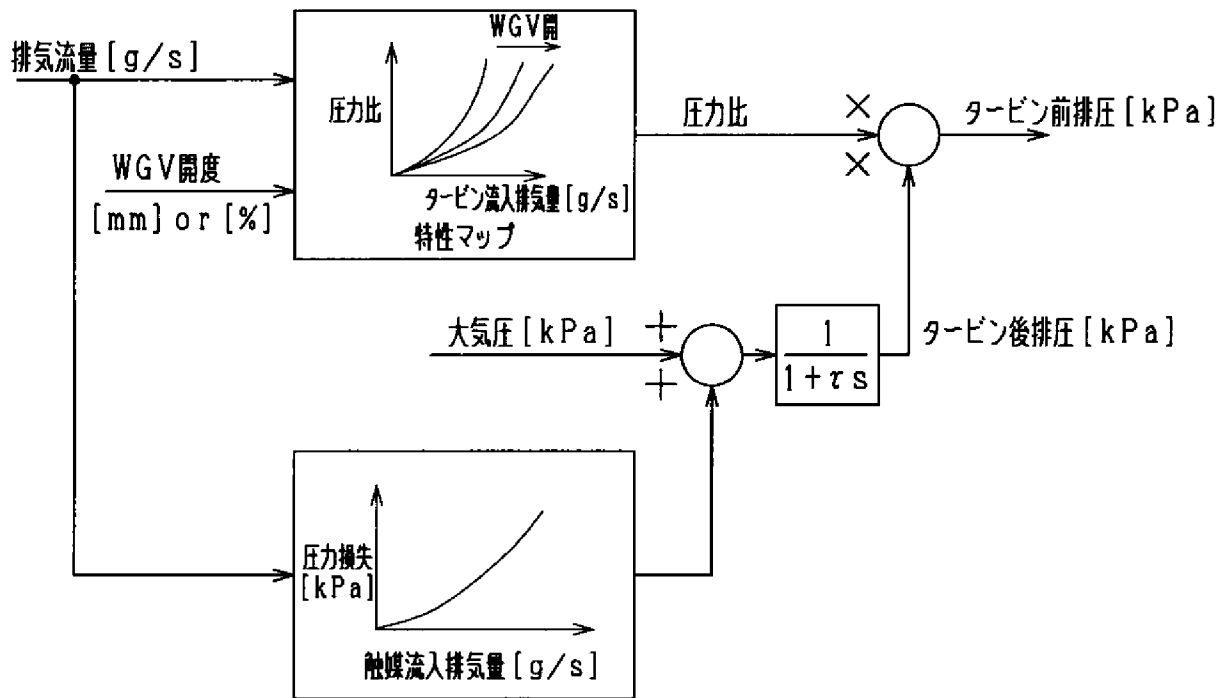 排気流量[g/s]
WGV開度
[mm] or [%]
WGV開
圧力比
タービン流入排気量[g/s]
特性マップ
圧力比
×
×
タービン前排圧[kPa]
大気圧[kPa]
+
+
1
1+τs
タービン後排圧[kPa]
圧力損失
[kPa]
触媒流入排気量[g/s]